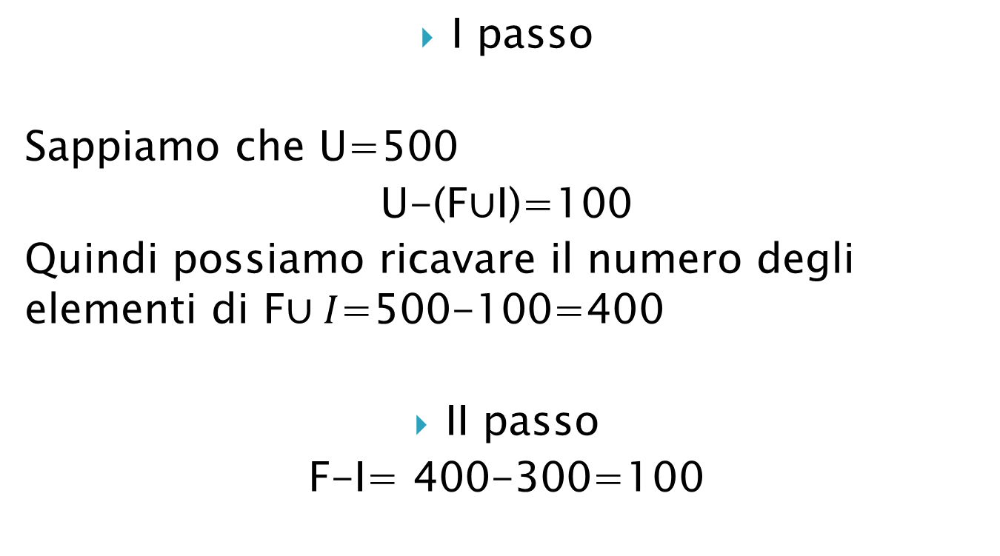 I passo
Sappiamo che U=500
U-(F∪I)=100
Quindi possiamo ricavare il numero degli
elementi di F∪ I=500-100=400
II passo
F-I= 400-300=100